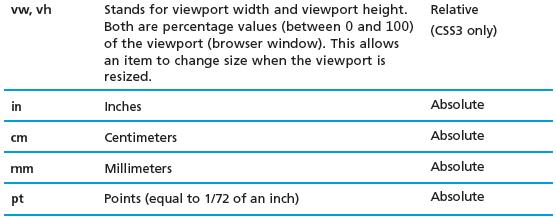 vw, vh Stands for viewport width and viewport height. Relative
Both are percentage values (between 0 and 100) (CSS3 only)
of the viewport (browser window). This allows
an item to change size when the viewport is
resized.
in Inches Absolute
cm Centimeters Absolute
mm Millimeters Absolute
pt Points (equal to 1/72 of an inch) Absolute